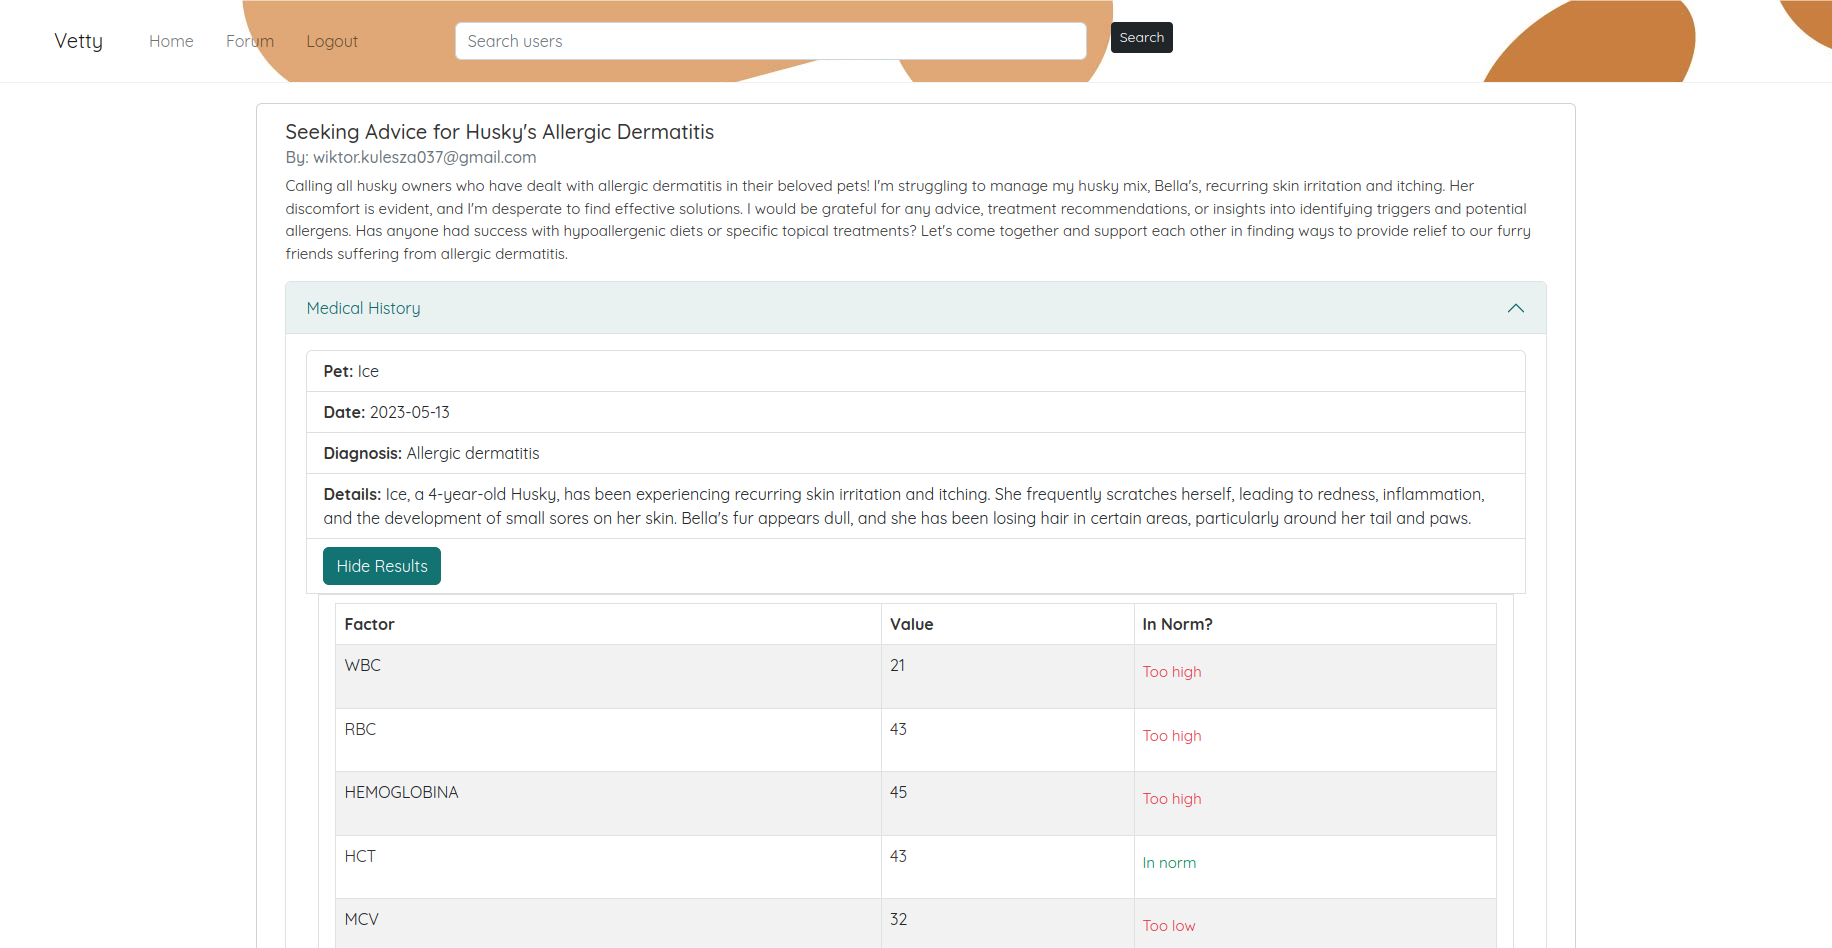 Vetty Home Forum Logout Search users Search
Seeking Advice for Husky's Allergic Dermatitis
By: wiktor.kulesza037@gmail.com
Calling all husky owners who have dealt with allergic dermatitis in their beloved pets! I'm struggling to manage my husky mix, Bella's, recurring skin irritation and itching. Her
discomfort is evident, and I'm desperate to find effective solutions. I would be grateful for any advice, treatment recommendations, or insights into identifying triggers and potential
allergens. Has anyone had success with hypoallergenic diets or specific topical treatments? Let's come together and support each other in finding ways to provide relief to our furry
friends suffering from allergic dermatitis.
Medical History
Pet: Ice
Date: 2023-05-13
Diagnosis: Allergic dermatitis
Details: Ice, a 4-year-old Husky, has been experiencing recurring skin irritation and itching. She frequently scratches herself, leading to redness, inflammation,
and the development of small sores on her skin. Bella's fur appears dull, and she has been losing hair in certain areas, particularly around her tail and paws.
Hide Results
Factor Value In Norm?
WBC 21 Too high
RBC 43 Too high
HEMOGLOBINA 45 Too high
HCT 43 In norm
MCV 32 Too low